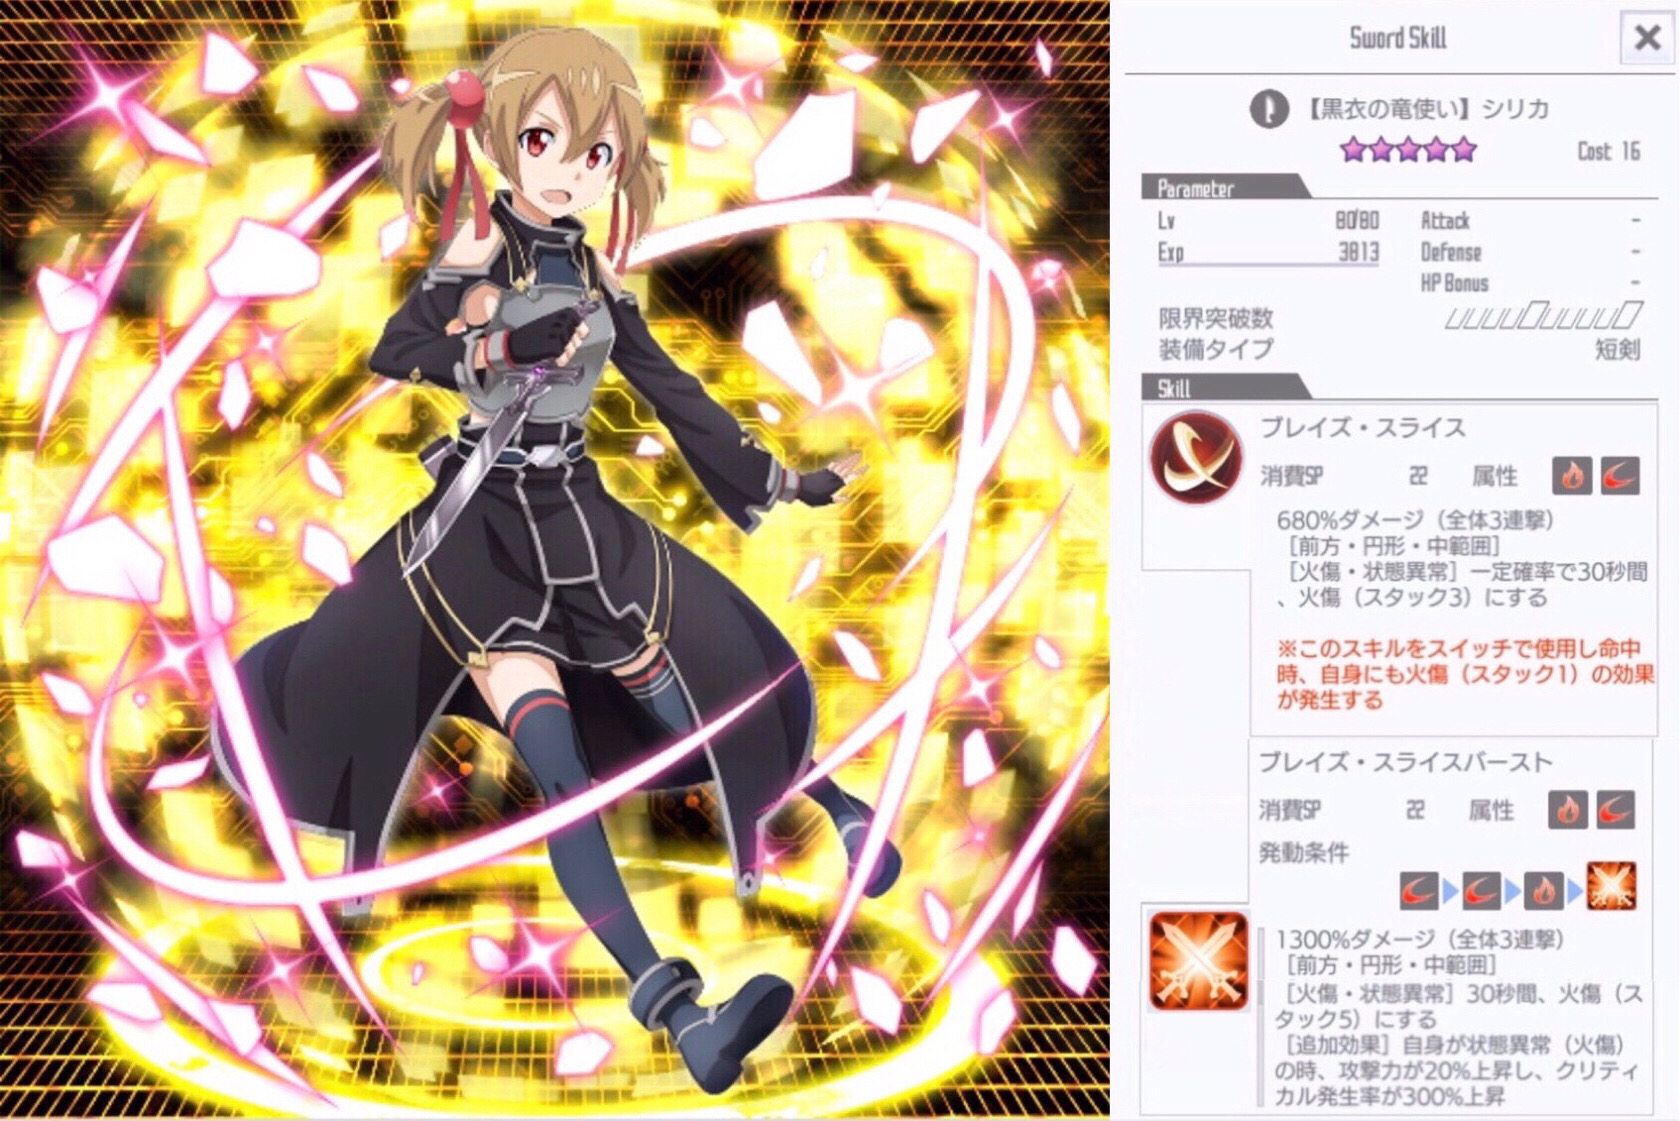 Sword Skill
【黒衣の竜使い】シリカ
Cost 16
Parameter
Lv 80/80 Attack -
Exp 3813 Defense -
HP Bonus -
限界突破数
装備タイプ 短剣
Skill
ブレイズ・スライス
消費SP 22 属性
680%ダメージ（全体3連撃）
［前方・円形・中範囲］
［火傷・状態異常］一定確率で30秒間
、火傷（スタック3）にする
※このスキルをスイッチで使用し命中
時、自身にも火傷（スタック1）の効果
が発生する
ブレイズ・スライスバースト
消費SP 22 属性
発動条件
1300%ダメージ（全体3連撃）
［前方・円形・中範囲］
［火傷・状態異常］30秒間、火傷（ス
タック5）にする
［追加効果］自身が状態異常（火傷）
の時、攻撃力が20%上昇し、クリティ
カル発生率が300%上昇